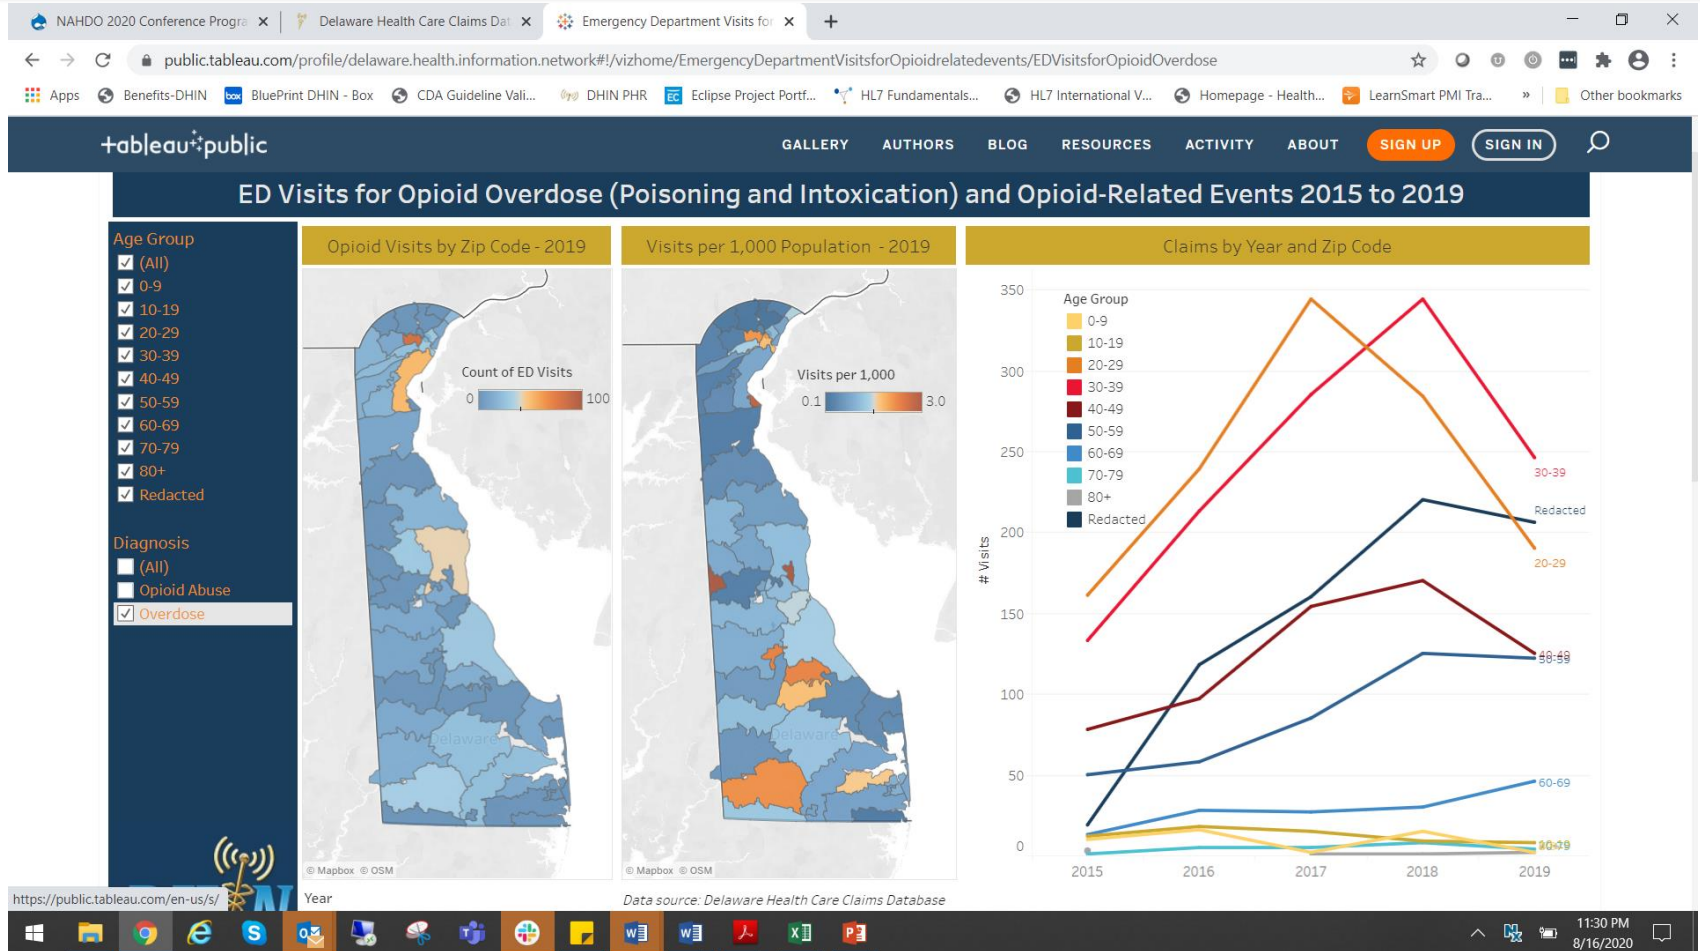 NAHDO 2020 Conference Progra
Delaware Health Care Claims Dat
Emergency Department Visits for
public.tableau.com/profile/delaware.health.information.network#!/vizhome/EmergencyDepartmentVisitsforOpioidrelatedevents/EDVisitsforOpioidOverdose
Apps Benefits-DHIN BluePrint DHIN - Box CDA Guideline Vali... DHIN PHR Eclipse Project Portf... HL7 Fundamentals... HL7 International V... Homepage - Health... LearnSmart PMI Tra... » Other bookmarks
+ableau public GALLERY AUTHORS BLOG RESOURCES ACTIVITY ABOUT SIGN UP SIGN IN
ED Visits for Opioid Overdose (Poisoning and Intoxication) and Opioid-Related Events 2015 to 2019
Age Group
(All)
0-9
10-19
20-29
30-39
40-49
50-59
60-69
70-79
80+
Redacted
Diagnosis
(All)
Opioid Abuse
Overdose
Opioid Visits by Zip Code - 2019
Count of ED Visits
0 100
Delaware
© Mapbox © OSM
Year
Visits per 1,000 Population - 2019
Visits per 1,000
0.1 3.0
Delaware
© Mapbox © OSM
Data source: Delaware Health Care Claims Database
Claims by Year and Zip Code
Age Group
0-9
10-19
20-29
30-39
40-49
50-59
60-69
70-79
80+
Redacted
# Visits
350
300
250
200
150
100
50
0
30-39
Redacted
20-29
40-49
50-59
60-69
2015 2016 2017 2018 2019
https://public.tableau.com/en-us/s/
11:30 PM
8/16/2020